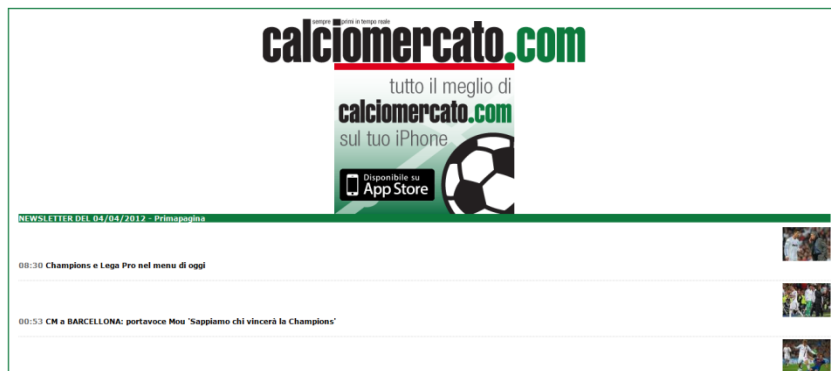 sempre primi in tempo reale
calciomercato.com
tutto il meglio di
calciomercato.com
sul tuo iPhone
Disponibile su
App Store
NEWSLETTER DEL 04/04/2012 - Primapagina
08:30 Champions e Lega Pro nel menu di oggi
00:53 CM a BARCELLONA: portavoce Mou 'Sappiamo chi vincerà la Champions'